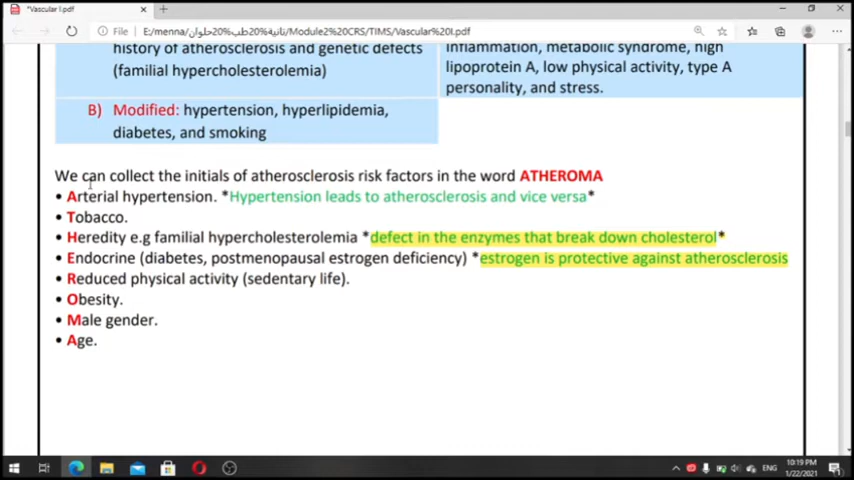 *Vascular I.pdf
File | E:/menna/ثانية%20طب%20حلوان/Module2%20CRS/TIMS/Vascular%20I.pdf
history of atherosclerosis and genetic defects
(familial hypercholesterolemia)
B) Modified: hypertension, hyperlipidemia,
diabetes, and smoking
inflammation, metabolic syndrome, high
lipoprotein A, low physical activity, type A
personality, and stress.
We can collect the initials of atherosclerosis risk factors in the word ATHEROMA
• Arterial hypertension. *Hypertension leads to atherosclerosis and vice versa*
• Tobacco.
• Heredity e.g familial hypercholesterolemia *defect in the enzymes that break down cholesterol*
• Endocrine (diabetes, postmenopausal estrogen deficiency) *estrogen is protective against atherosclerosis
• Reduced physical activity (sedentary life).
• Obesity.
• Male gender.
• Age.
ENG
10:19 PM
1/22/2021